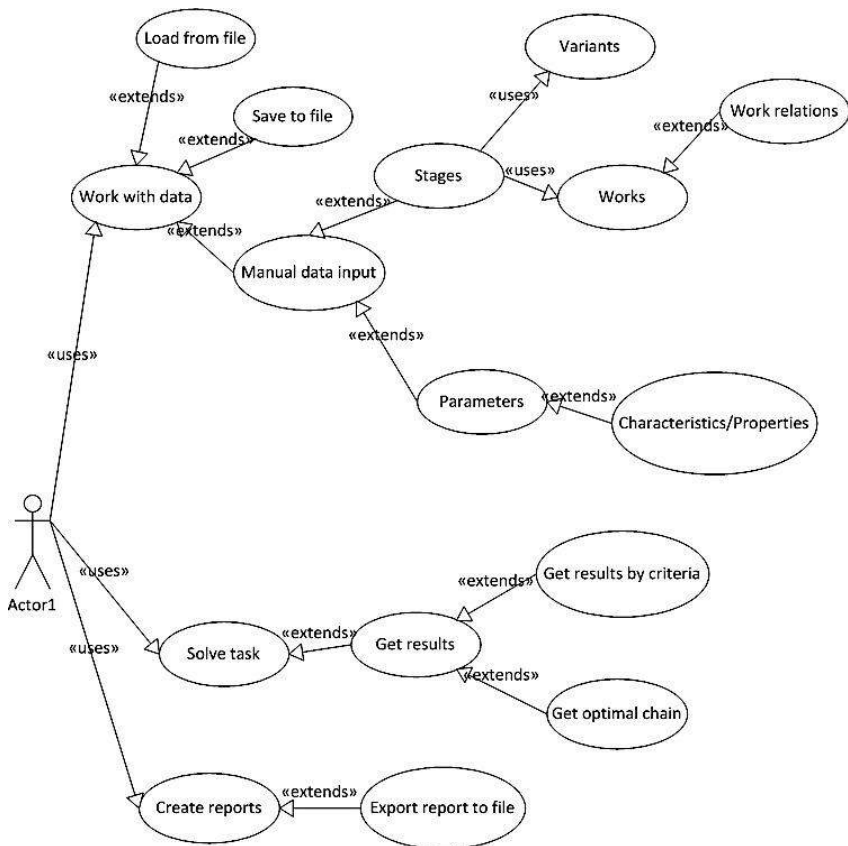 Load from file
«extends»
Save to file
«extends»
Work with data
«extends»
Manual data input
«extends»
Stages
«uses»
Variants
«uses»
Works
«extends»
Work relations
«extends»
Parameters
«extends»
Characteristics/Properties
«uses»
Actor1
«uses»
Solve task
«extends»
Get results
«extends»
Get results by criteria
«extends»
Get optimal chain
«uses»
Create reports
«extends»
Export report to file